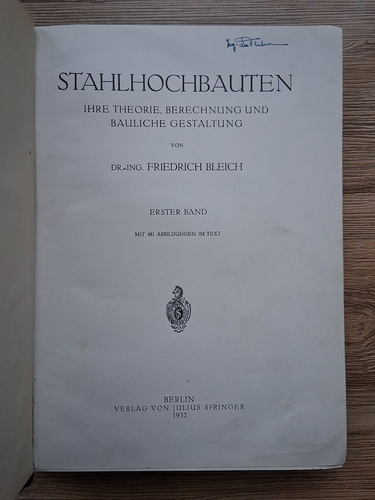 Ing.
STAHLHOCHBAUTEN
IHRE THEORIE, BERECHNUNG UND
BAULICHE GESTALTUNG
VON
DR.-ING. FRIEDRICH BLEICH
ERSTER BAND
MIT 481 ABBILDUNGEN IM TEXT
BERLIN
VERLAG VON JULIUS SPRINGER
1932